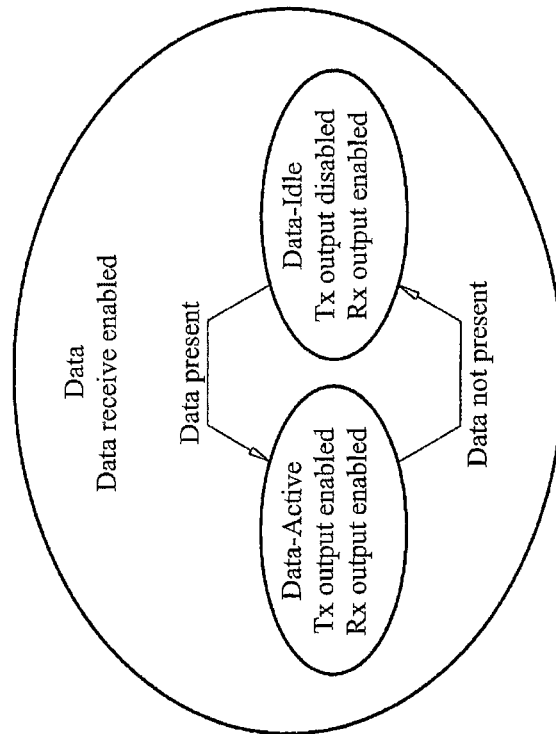 Data
Data receive enabled
Data present
Data-Active
Tx output enabled
Rx output enabled
Data-Idle
Tx output disabled
Rx output enabled
Data not present